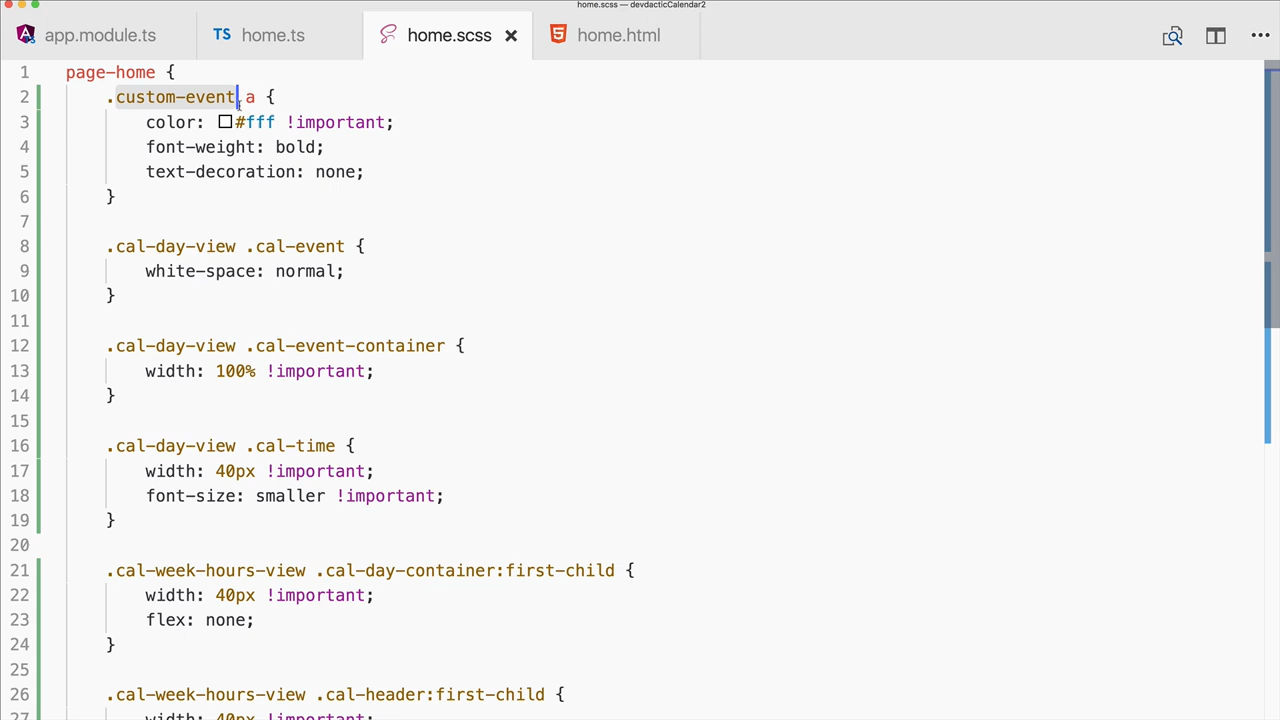 home.scss — devdacticCalendar2
app.module.ts TS home.ts home.scss home.html
1 page-home {
2 .custom-event a {
3 color: #fff !important;
4 font-weight: bold;
5 text-decoration: none;
6 }
7
8 .cal-day-view .cal-event {
9 white-space: normal;
10 }
11
12 .cal-day-view .cal-event-container {
13 width: 100% !important;
14 }
15
16 .cal-day-view .cal-time {
17 width: 40px !important;
18 font-size: smaller !important;
19 }
20
21 .cal-week-hours-view .cal-day-container:first-child {
22 width: 40px !important;
23 flex: none;
24 }
25
26 .cal-week-hours-view .cal-header:first-child {
27 width: 40px !important;